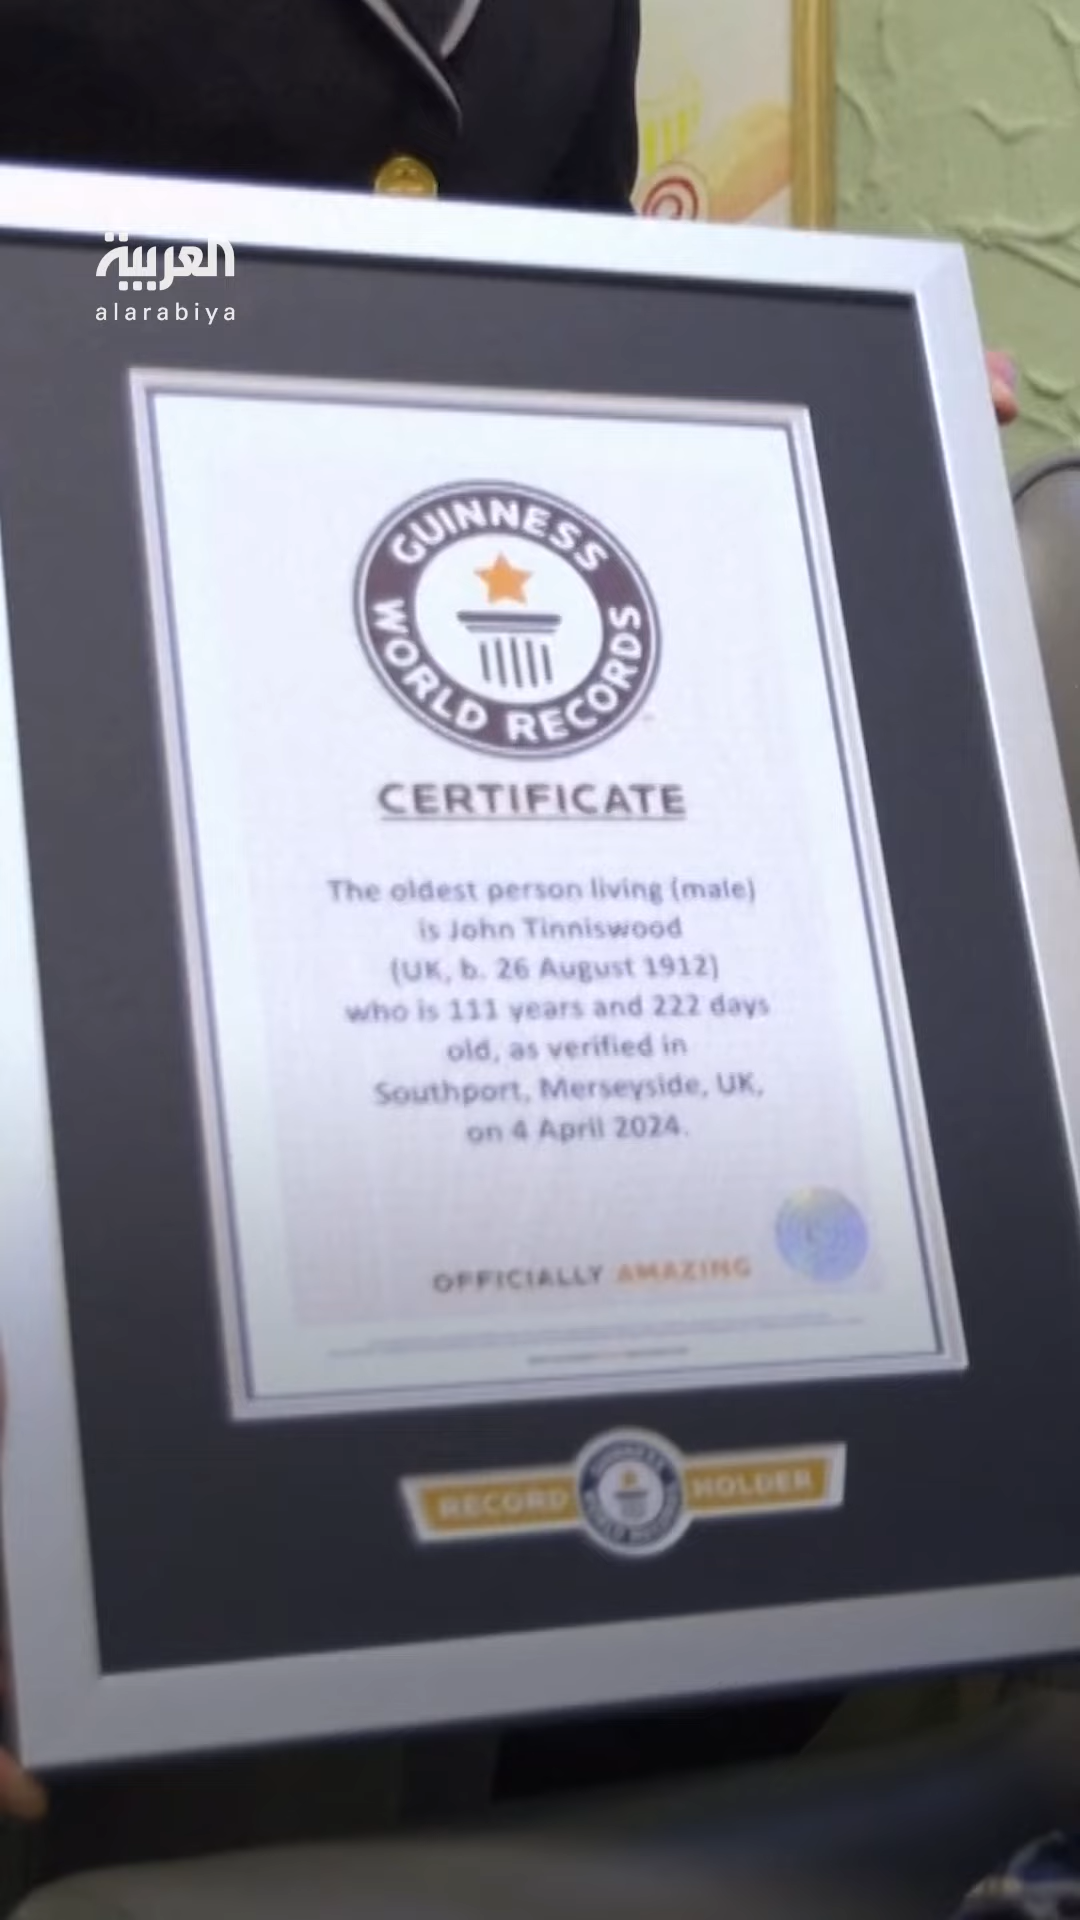 العربية
alarabiya
GUINNESS
WORLD RECORDS
CERTIFICATE
The oldest person living (male)
is John Tinniswood
(UK, b. 26 August 1912)
who is 111 years and 222 days
old, as verified in
Southport, Merseyside, UK,
on 4 April 2024.
OFFICIALLY AMAZING
RECORD HOLDER